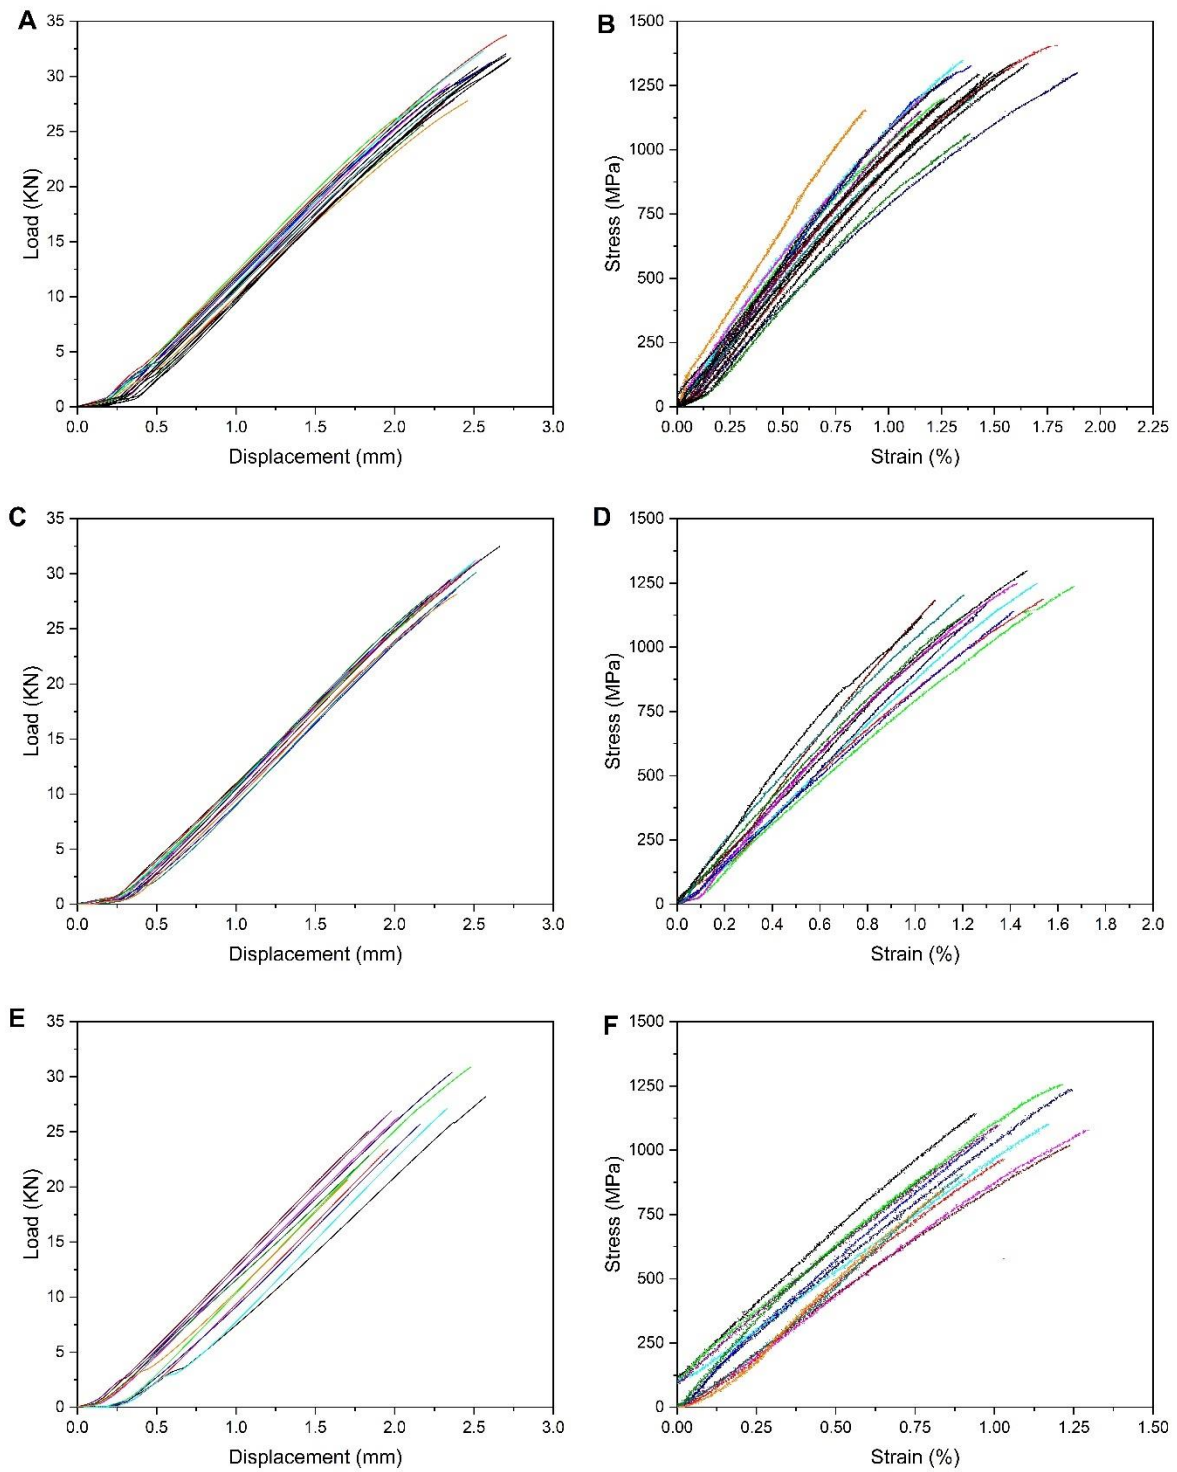 A
35
30
25
20
15
10
5
0
Load (KN)
0.0 0.5 1.0 1.5 2.0 2.5 3.0
Displacement (mm)
B
1500
1250
1000
750
500
250
0
Stress (MPa)
0.00 0.25 0.50 0.75 1.00 1.25 1.50 1.75 2.00 2.25
Strain (%)
C
35
30
25
20
15
10
5
0
Load (KN)
0.0 0.5 1.0 1.5 2.0 2.5 3.0
Displacement (mm)
D
1500
1250
1000
750
500
250
0
Stress (MPa)
0.0 0.2 0.4 0.6 0.8 1.0 1.2 1.4 1.6 1.8 2.0
Strain (%)
E
35
30
25
20
15
10
5
0
Load (KN)
0.0 0.5 1.0 1.5 2.0 2.5 3.0
Displacement (mm)
F
1500
1250
1000
750
500
250
0
Stress (MPa)
0.00 0.25 0.50 0.75 1.00 1.25 1.50
Strain (%)